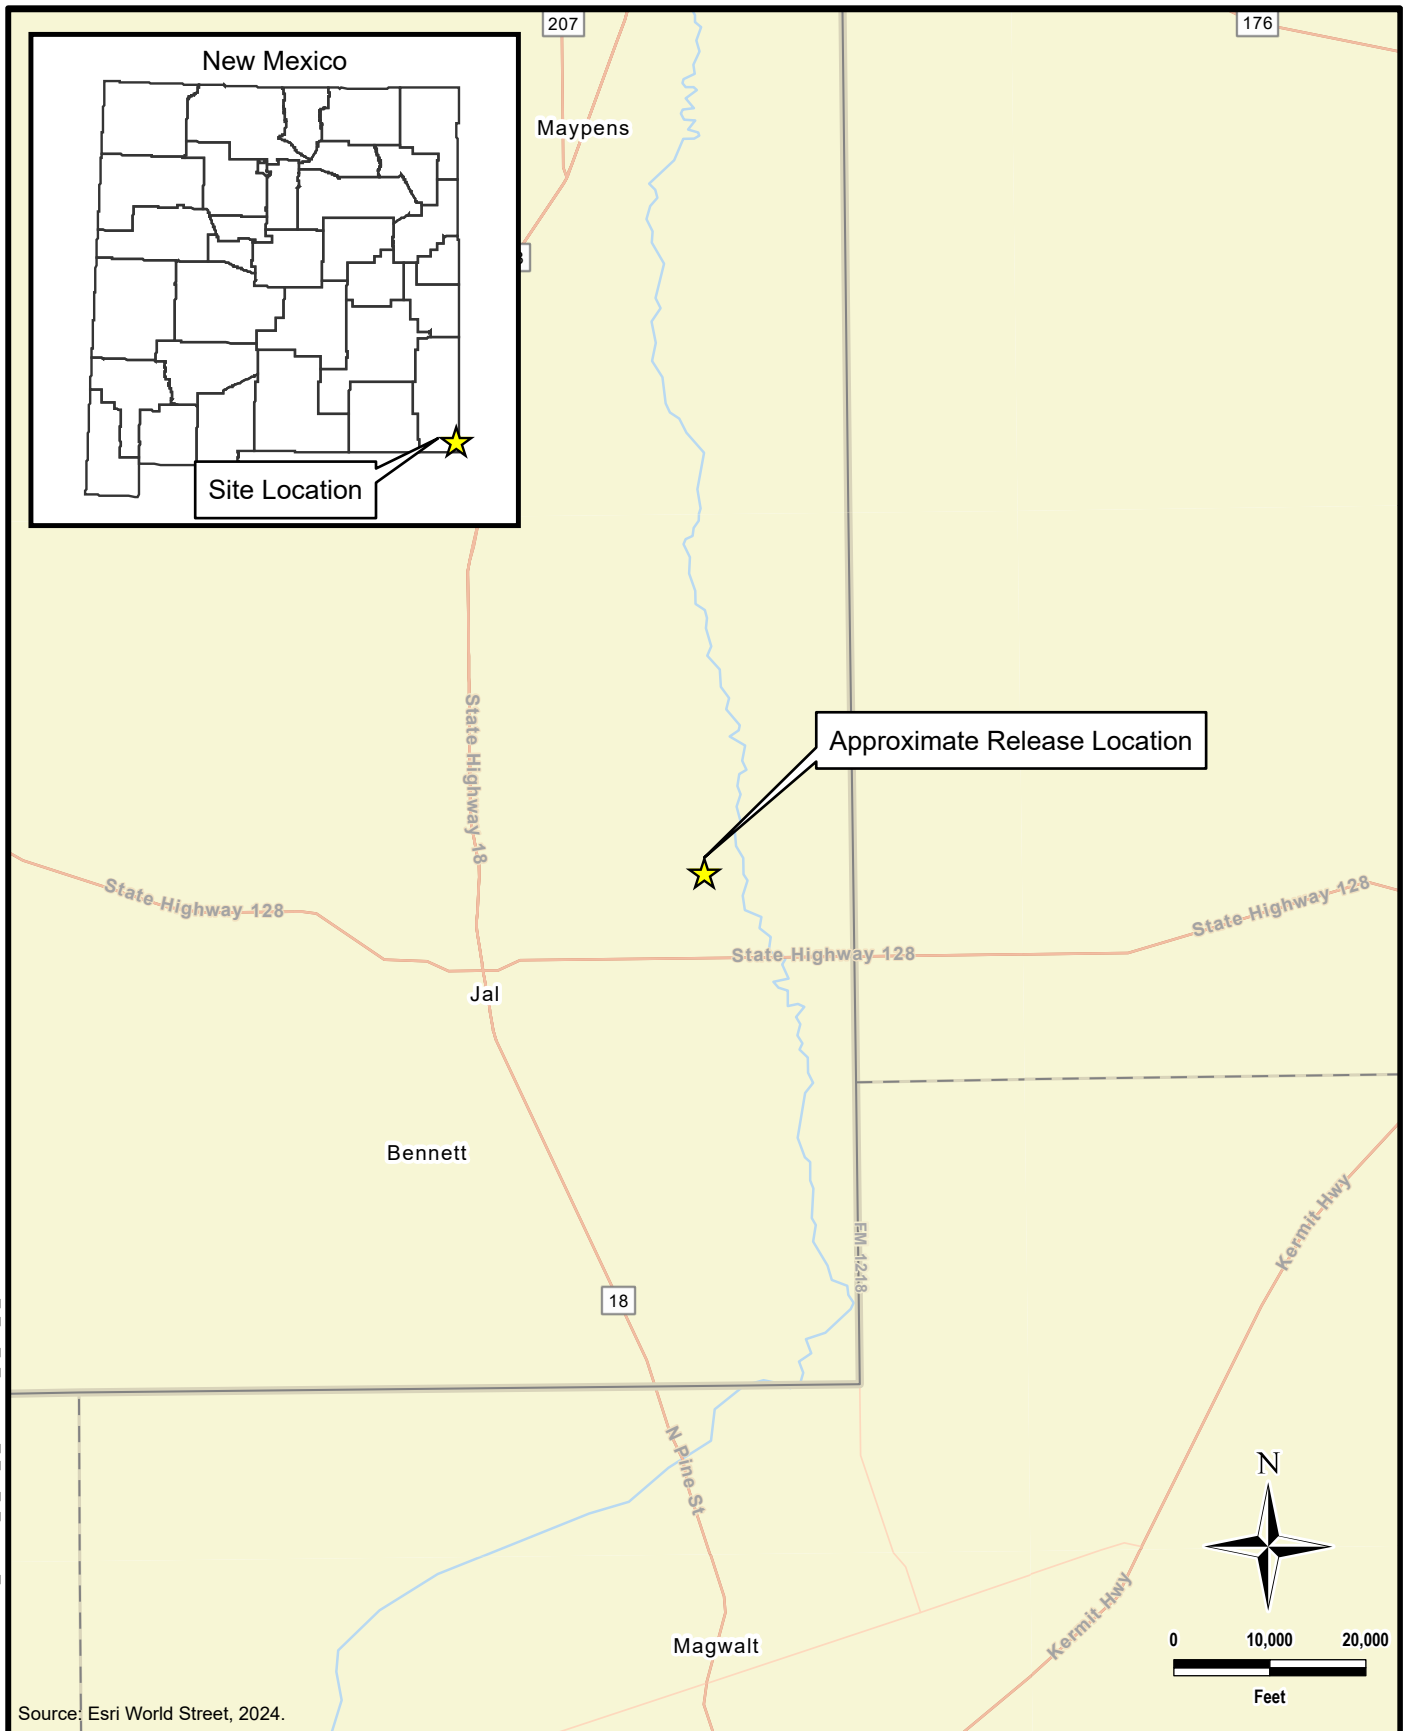 207
176
New Mexico
Maypens
Site Location
State Highway 18
Approximate Release Location
State Highway 128
State Highway 128
State Highway 128
Jal
Bennett
FM-1218
Kermit Hwy
18
N Pine St
N
Kermit Hwy
Magwalt
0 10,000 20,000
Feet
Source: Esri World Street, 2024.